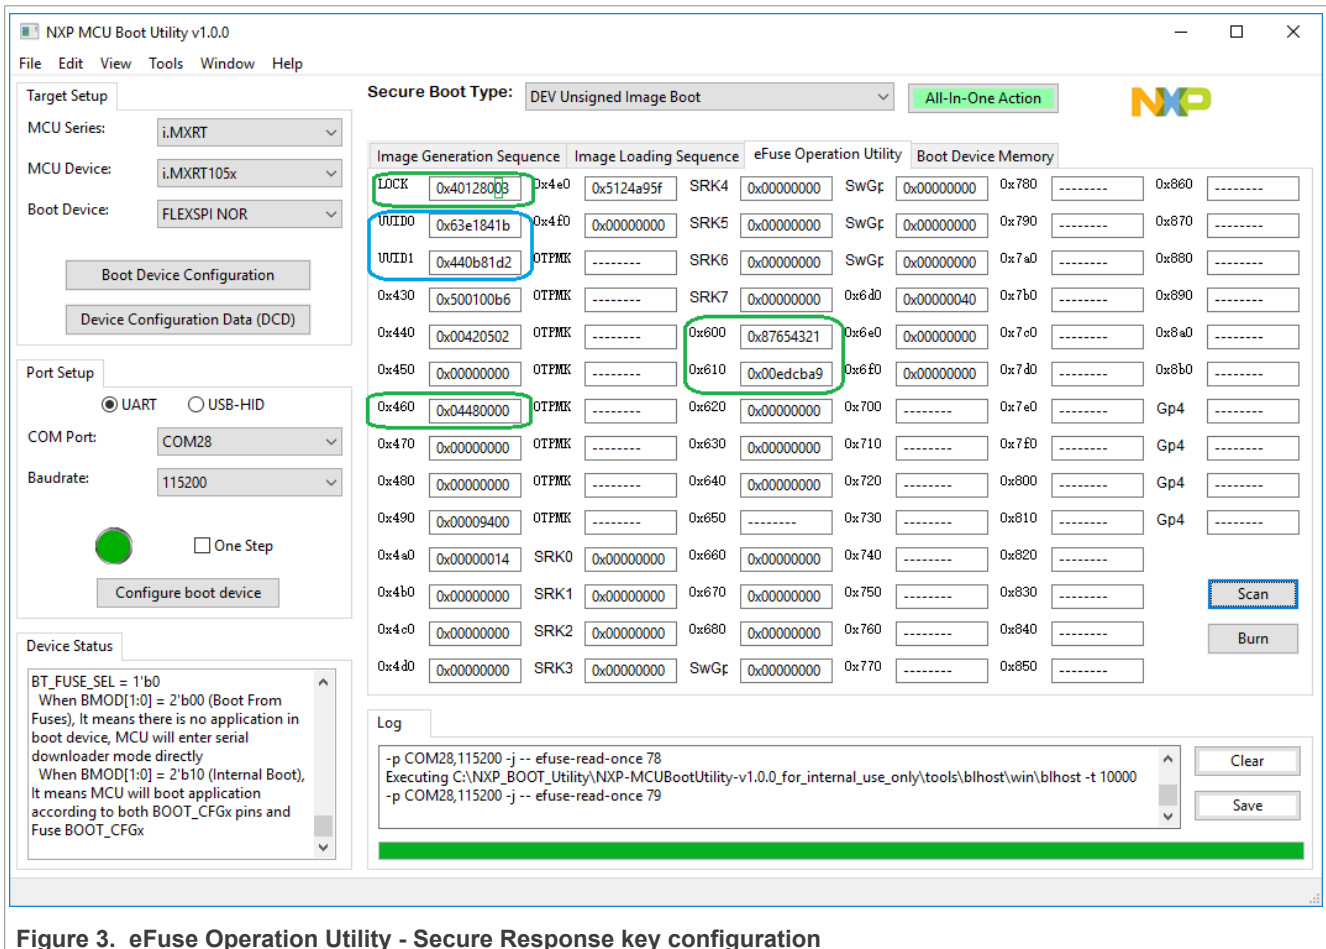 NXP MCU Boot Utility v1.0.0
File Edit View Tools Window Help
Target Setup
MCU Series: i.MXRT
MCU Device: i.MXRT105x
Boot Device: FLEXSPI NOR
Boot Device Configuration
Device Configuration Data (DCD)
Port Setup
UART USB-HID
COM Port: COM28
Baudrate: 115200
One Step
Configure boot device
Device Status
BT_FUSE_SEL = 1'b0
When BMOD[1:0] = 2'b00 (Boot From
Fuses), It means there is no application in
boot device, MCU will enter serial
downloader mode directly
When BMOD[1:0] = 2'b10 (Internal Boot),
It means MCU will boot application
according to both BOOT_CFGx pins and
Fuse BOOT_CFGx
Secure Boot Type: DEV Unsigned Image Boot All-In-One Action NXP
Image Generation Sequence Image Loading Sequence eFuse Operation Utility Boot Device Memory
LOCK 0x40128003 0x4e0 0x5124a95f SRK4 0x00000000 SwGp 0x00000000 0x780 -------- 0x860 --------
UUID0 0x63e1841b 0x4f0 0x00000000 SRK5 0x00000000 SwGp 0x00000000 0x790 -------- 0x870 --------
UUID1 0x440b81d2 OTPMK -------- SRK6 0x00000000 SwGp 0x00000000 0x7a0 -------- 0x880 --------
0x430 0x500100b6 OTPMK -------- SRK7 0x00000000 0x6d0 0x00000040 0x7b0 -------- 0x890 --------
0x440 0x00420502 OTPMK -------- 0x600 0x87654321 0x6e0 0x00000000 0x7c0 -------- 0x8a0 --------
0x450 0x00000000 OTPMK -------- 0x610 0x00edcba9 0x6f0 0x00000000 0x7d0 -------- 0x8b0 --------
0x460 0x04480000 OTPMK -------- 0x620 0x00000000 0x700 -------- 0x7e0 -------- Gp4 --------
0x470 0x00000000 OTPMK -------- 0x630 0x00000000 0x710 -------- 0x7f0 -------- Gp4 --------
0x480 0x00000000 OTPMK -------- 0x640 0x00000000 0x720 -------- 0x800 -------- Gp4 --------
0x490 0x00009400 OTPMK -------- 0x650 -------- 0x730 -------- 0x810 -------- Gp4 --------
0x4a0 0x00000014 SRK0 0x00000000 0x660 0x00000000 0x740 -------- 0x820 --------
0x4b0 0x00000000 SRK1 0x00000000 0x670 0x00000000 0x750 -------- 0x830 -------- Scan
0x4c0 0x00000000 SRK2 0x00000000 0x680 0x00000000 0x760 -------- 0x840 -------- Burn
0x4d0 0x00000000 SRK3 0x00000000 SwGp 0x00000000 0x770 -------- 0x850 --------
Log
-p COM28,115200 -j -- efuse-read-once 78
Executing C:\NXP_BOOT_Utility\NXP-MCUBootUtility-v1.0.0_for_internal_use_only\tools\blhost\win\blhost -t 10000
-p COM28,115200 -j -- efuse-read-once 79
Clear
Save
Figure 3. eFuse Operation Utility - Secure Response key configuration